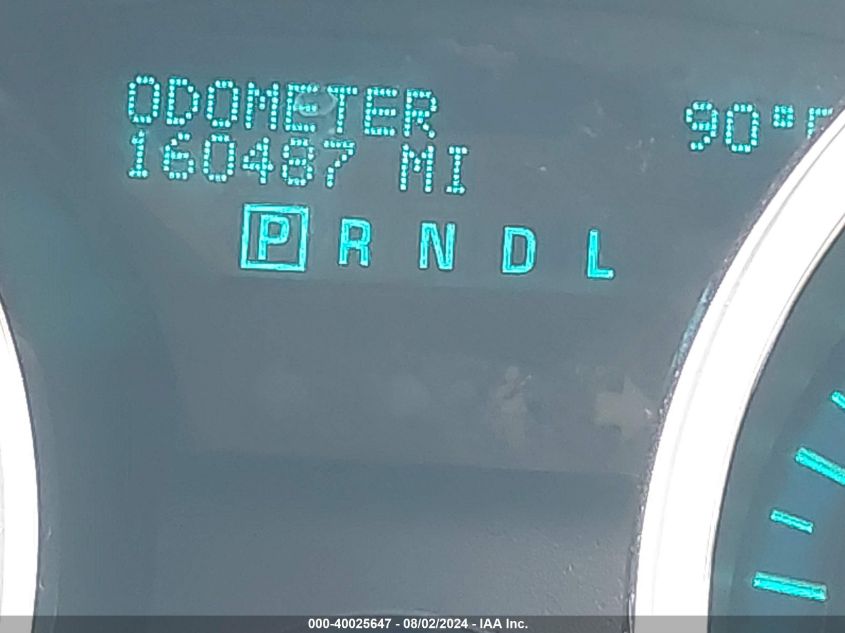 ODOMETER 90°F
160487 MI
P R N D L
000-40025647 - 08/02/2024 - IAA Inc.